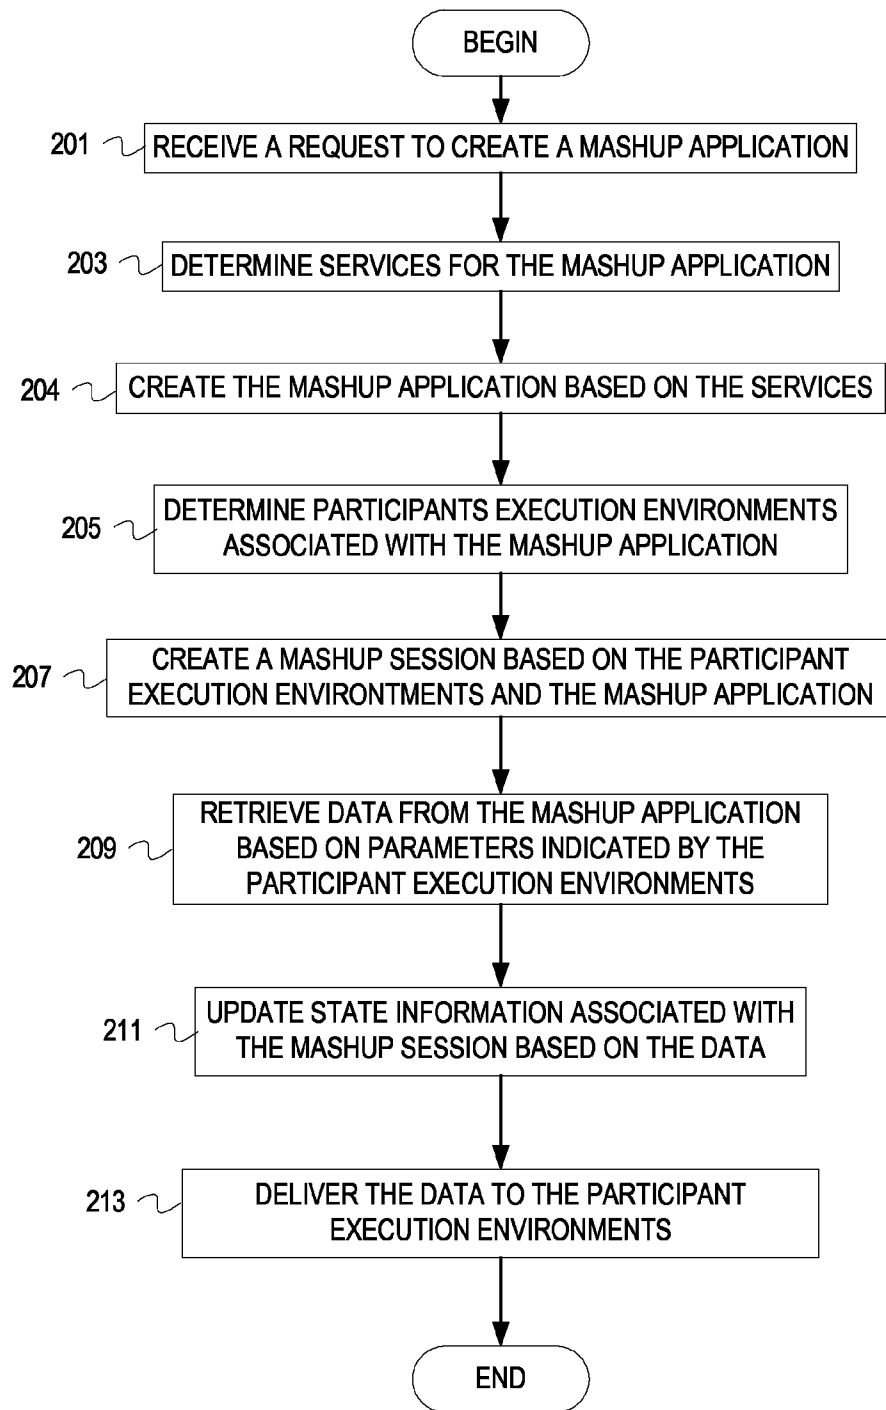 BEGIN
201
RECEIVE A REQUEST TO CREATE A MASHUP APPLICATION
203
DETERMINE SERVICES FOR THE MASHUP APPLICATION
204
CREATE THE MASHUP APPLICATION BASED ON THE SERVICES
205
DETERMINE PARTICIPANTS EXECUTION ENVIRONMENTS
ASSOCIATED WITH THE MASHUP APPLICATION
207
CREATE A MASHUP SESSION BASED ON THE PARTICIPANT
EXECUTION ENVIRONTMENTS AND THE MASHUP APPLICATION
209
RETRIEVE DATA FROM THE MASHUP APPLICATION
BASED ON PARAMETERS INDICATED BY THE
PARTICIPANT EXECUTION ENVIRONMENTS
211
UPDATE STATE INFORMATION ASSOCIATED WITH
THE MASHUP SESSION BASED ON THE DATA
213
DELIVER THE DATA TO THE PARTICIPANT
EXECUTION ENVIRONMENTS
END